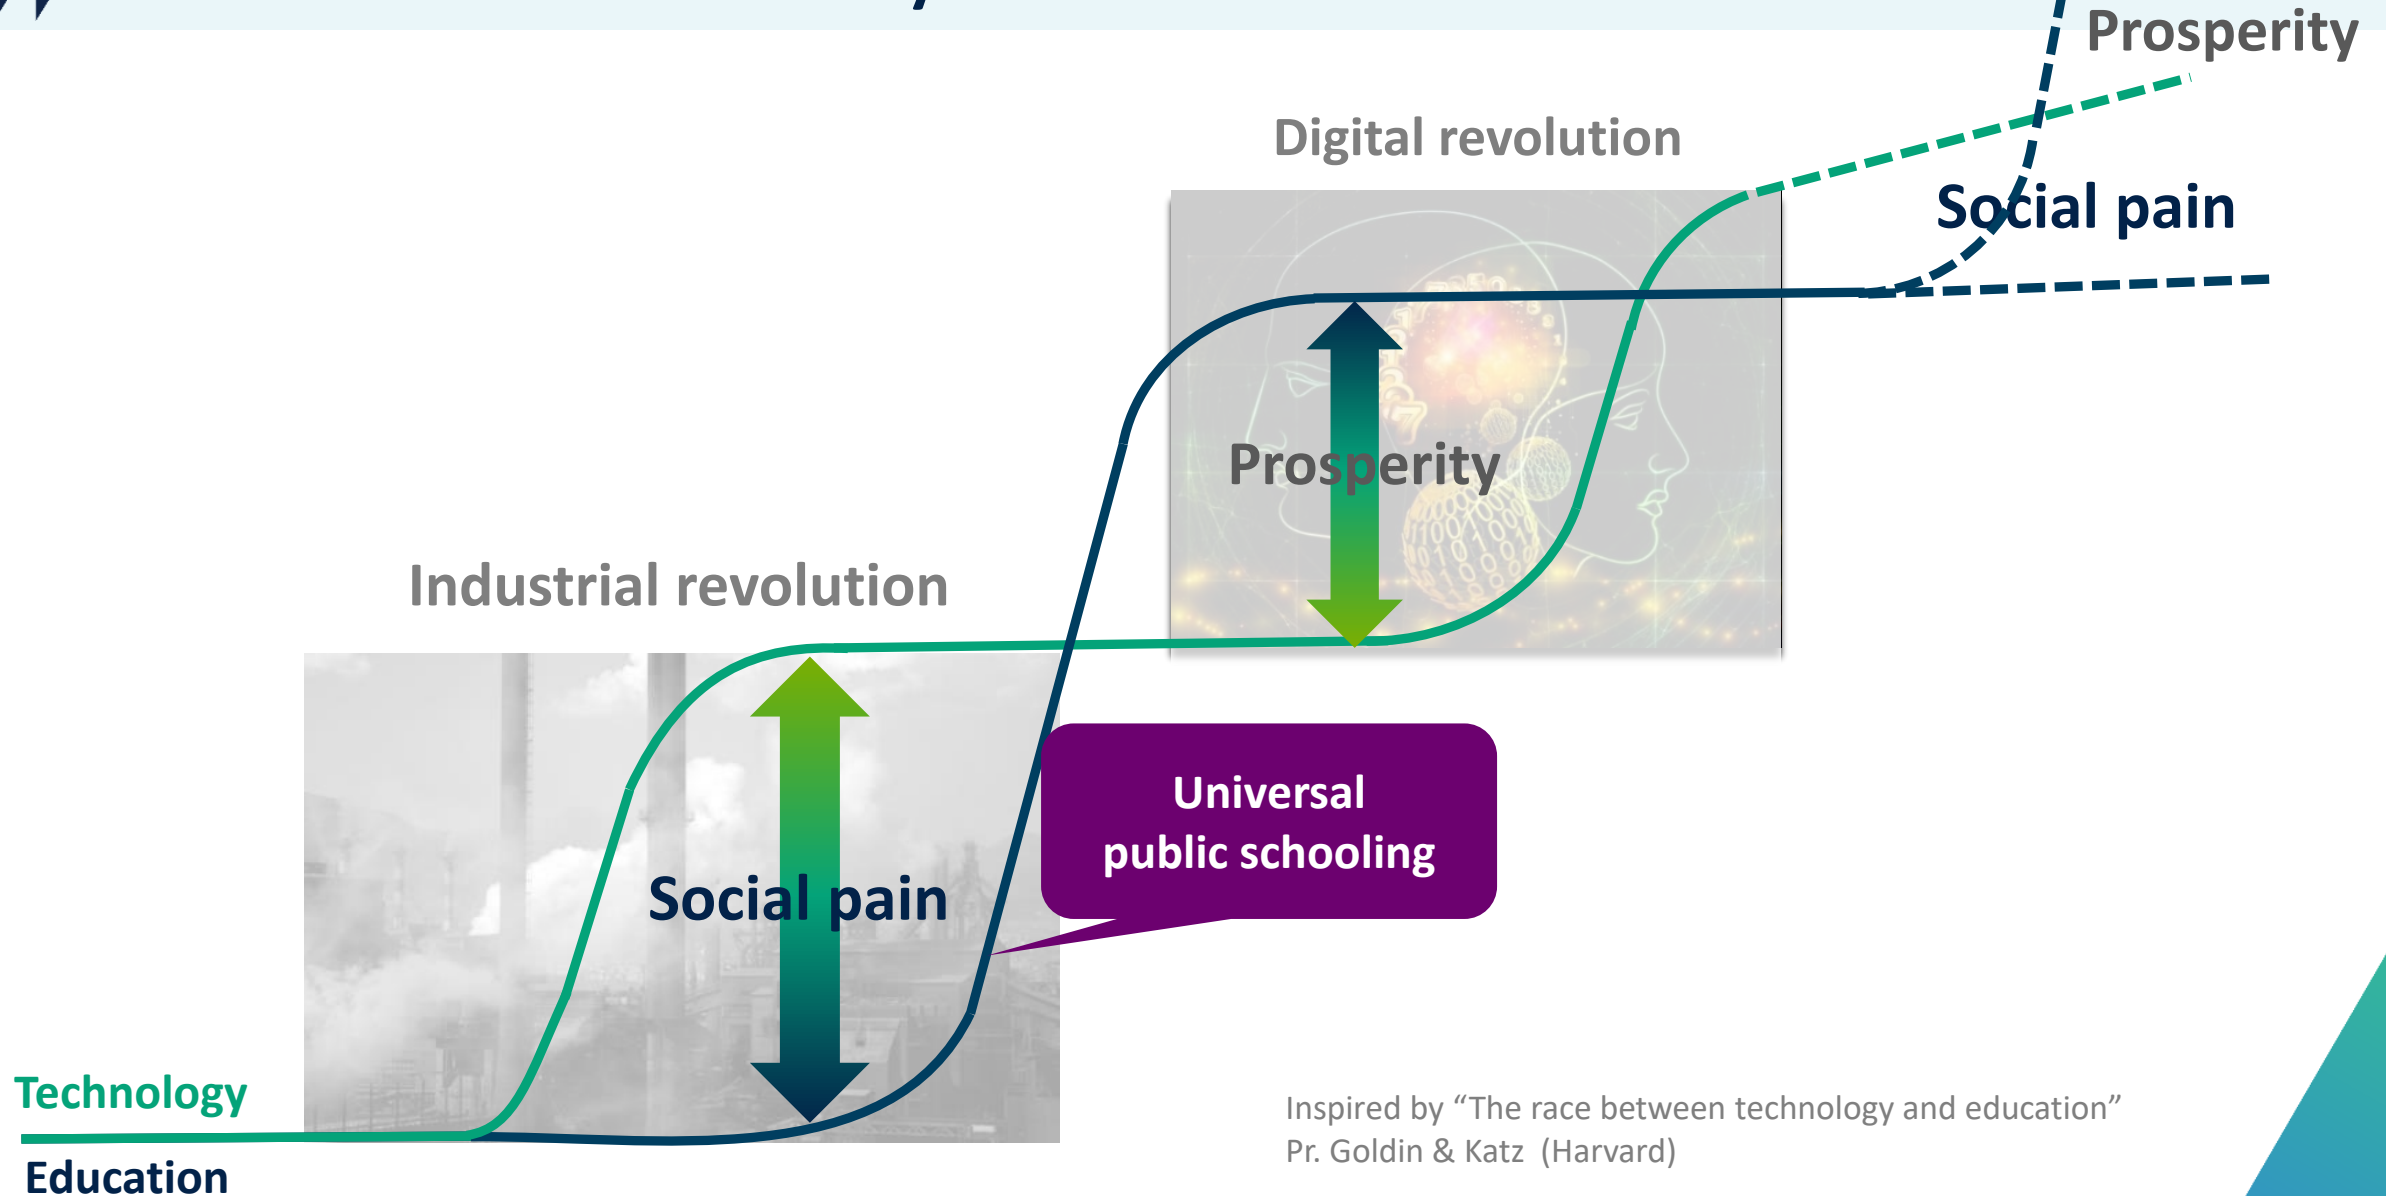 Prosperity
Digital revolution
Social pain
Prosperity
Industrial revolution
Universal
public schooling
Social pain
Technology
Education
Inspired by “The race between technology and education”
Pr. Goldin & Katz (Harvard)